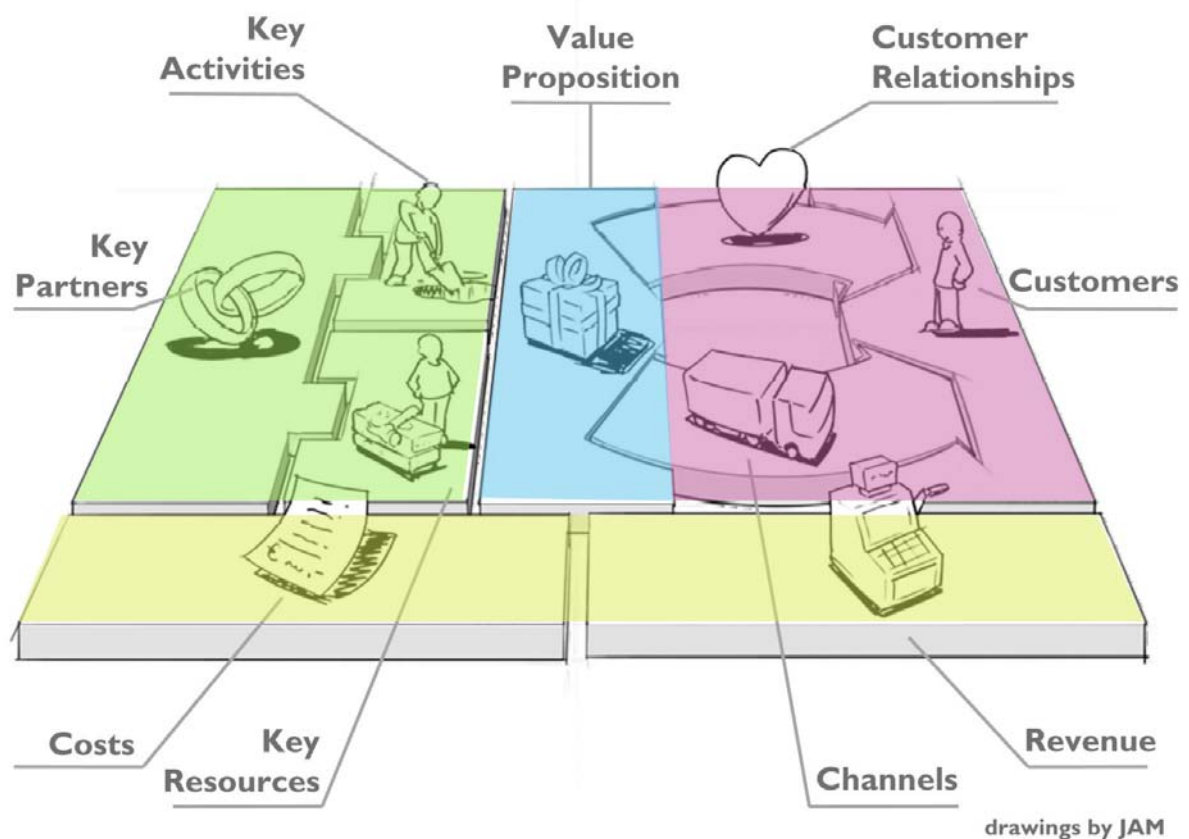 Key
Activities
Value
Proposition
Customer
Relationships
Key
Partners
Customers
Costs
Key
Resources
Channels
Revenue
drawings by JAM